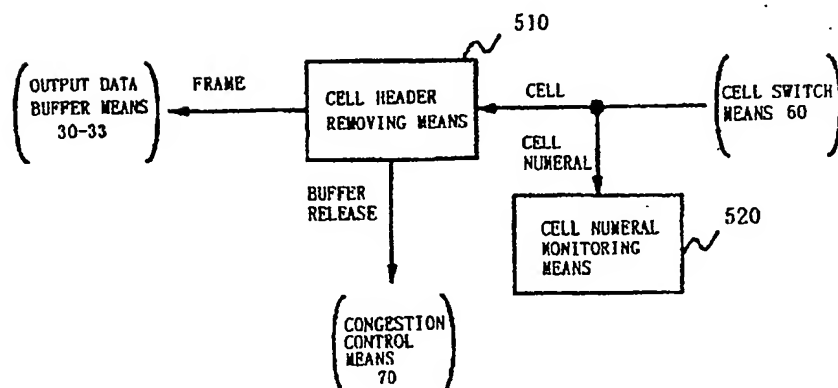 510
OUTPUT DATA
BUFFER MEANS
30-33
FRAME
CELL HEADER
REMOVING MEANS
CELL
CELL SWITCH
MEANS 60
CELL
NUMERAL
BUFFER
RELEASE
520
CELL NUMERAL
MONITORING
MEANS
CONGESTION
CONTROL
MEANS
70